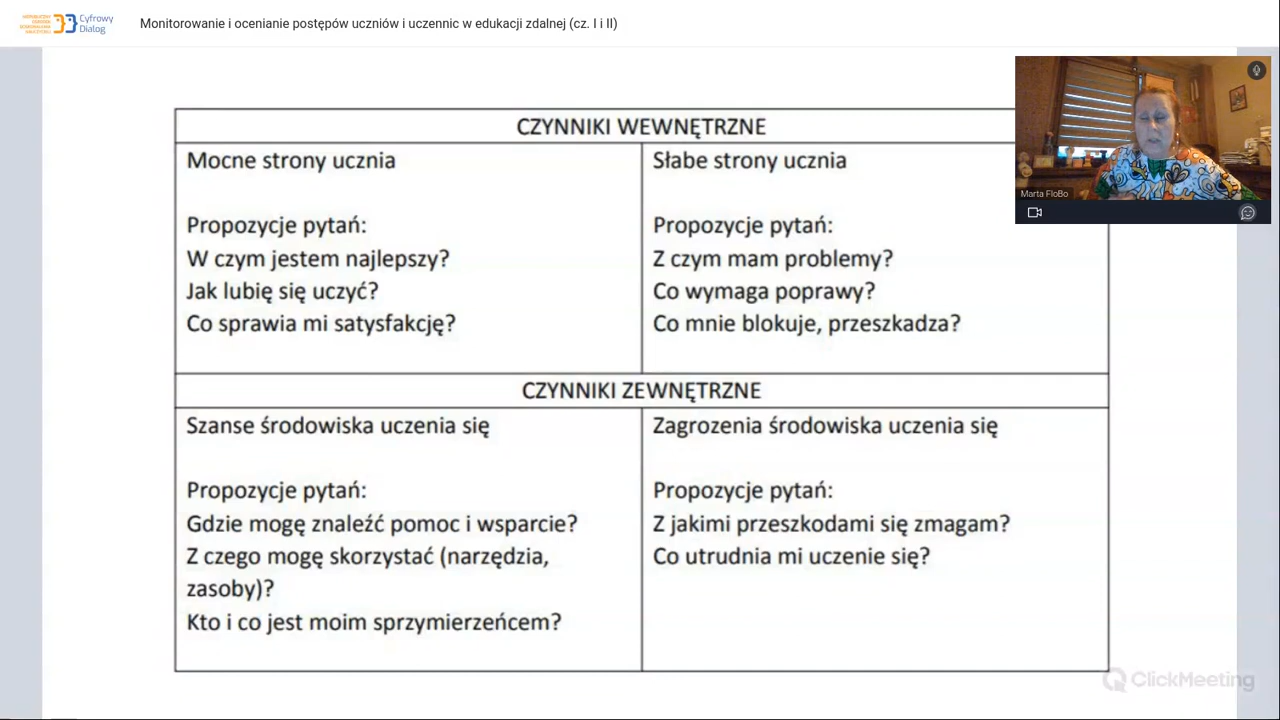 Cyfrowy
Dialog
Monitorowanie i ocenianie postępów uczniów i uczennic w edukacji zdalnej (cz. I i II)
CZYNNIKI WEWNĘTRZNE
Mocne strony ucznia
Propozycje pytań:
W czym jestem najlepszy?
Jak lubię się uczyć?
Co sprawia mi satysfakcję?
Słabe strony ucznia
Propozycje pytań:
Z czym mam problemy?
Co wymaga poprawy?
Co mnie blokuje, przeszkadza?
Marta FloBo
CZYNNIKI ZEWNĘTRZNE
Szanse środowiska uczenia się
Propozycje pytań:
Gdzie mogę znaleźć pomoc i wsparcie?
Z czego mogę skorzystać (narzędzia,
zasoby)?
Kto i co jest moim sprzymierzeńcem?
Zagrozenia środowiska uczenia się
Propozycje pytań:
Z jakimi przeszkodami się zmagam?
Co utrudnia mi uczenie się?
ClickMeeting